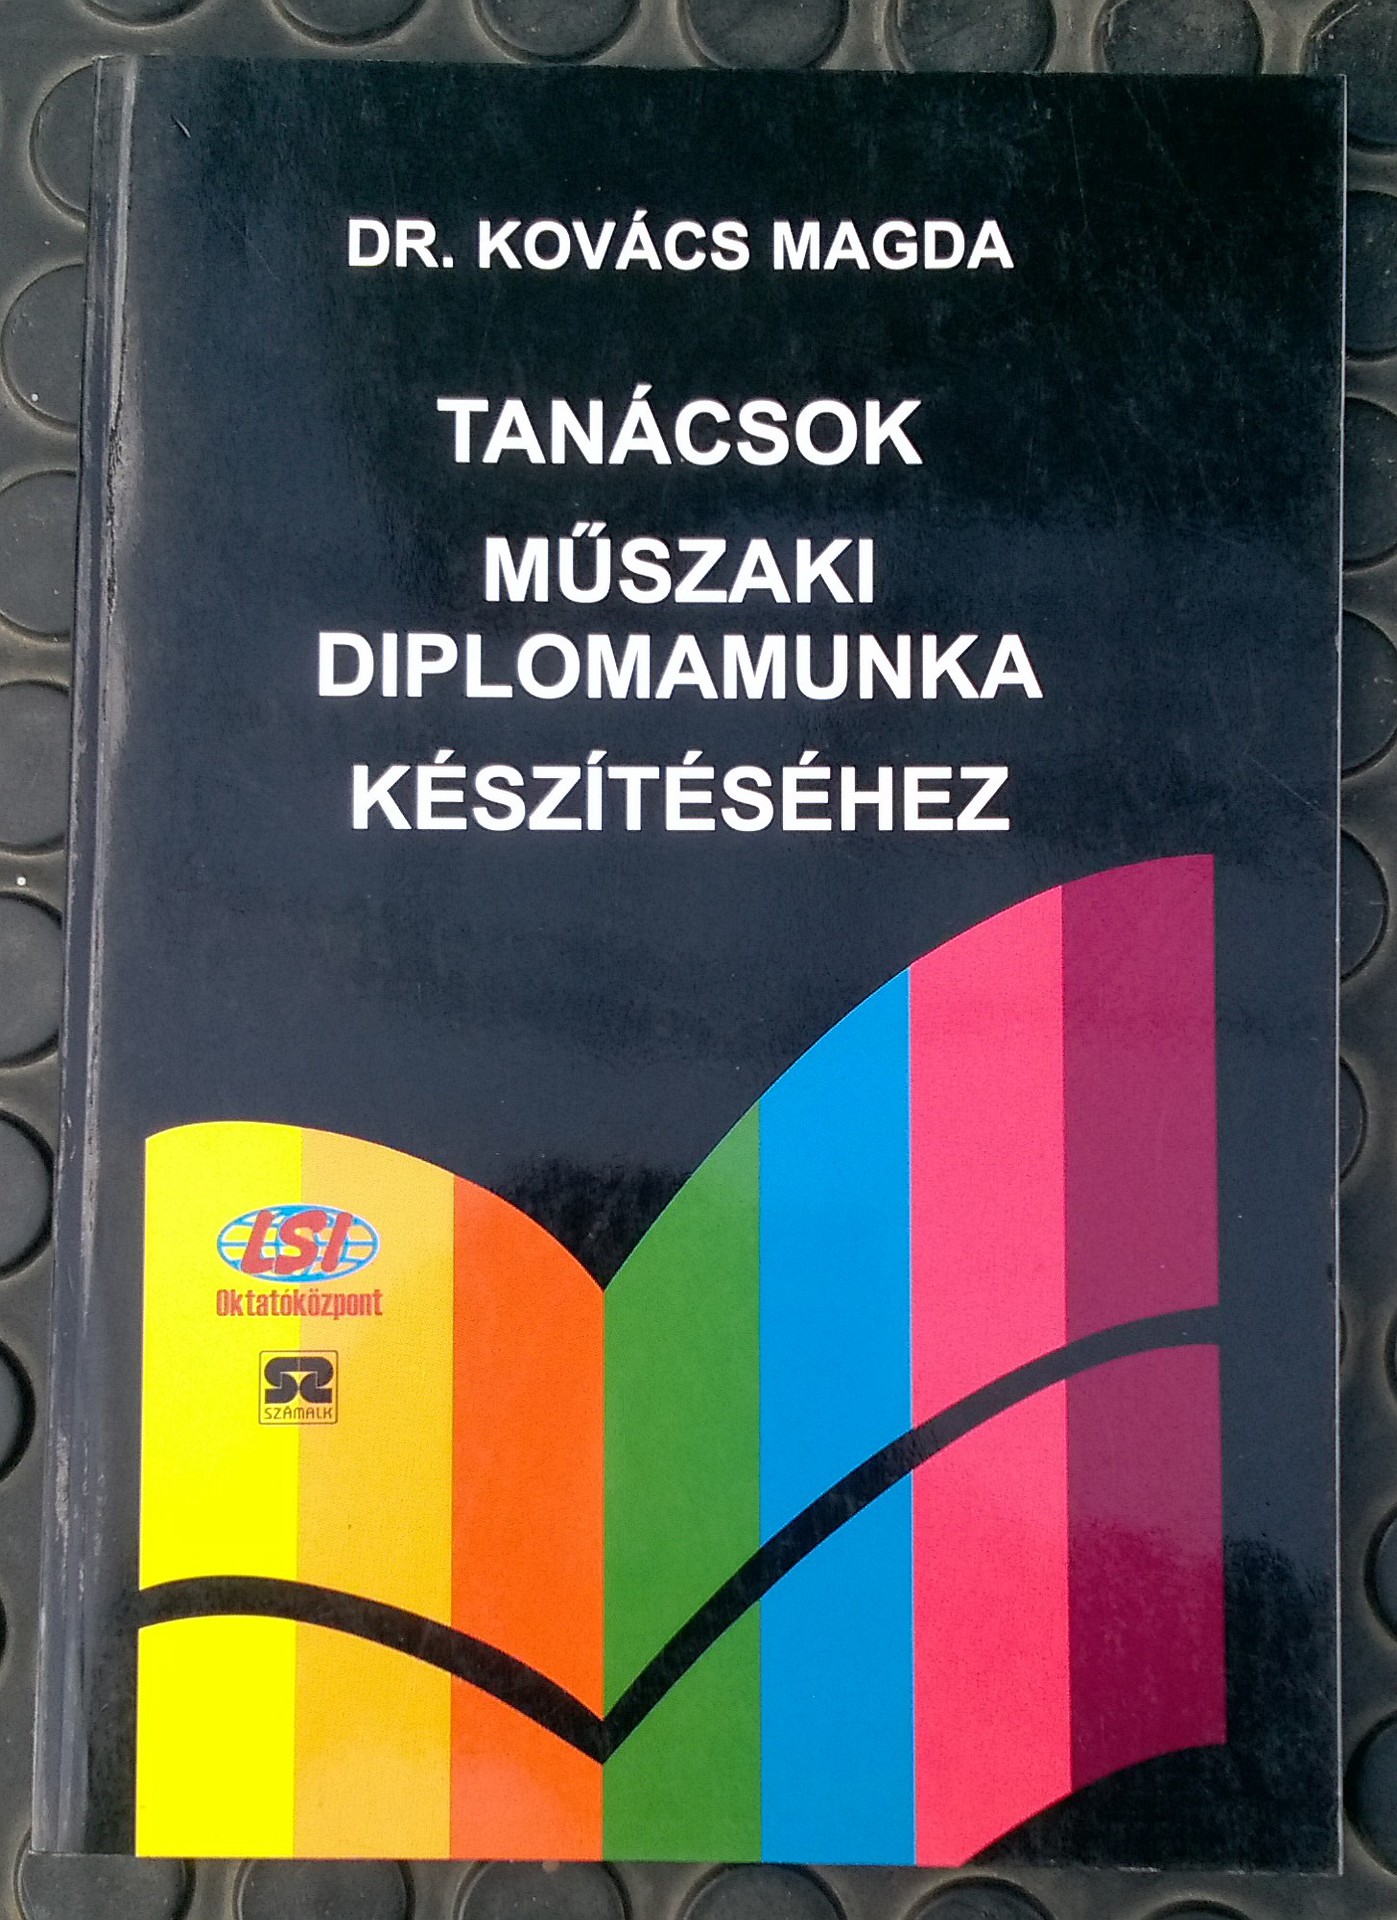 DR. KOVÁCS MAGDA
TANÁCSOK
MŰSZAKI
DIPLOMAMUNKA
KÉSZÍTÉSÉHEZ
LSI
Oktatóközpont
SZÁMALK